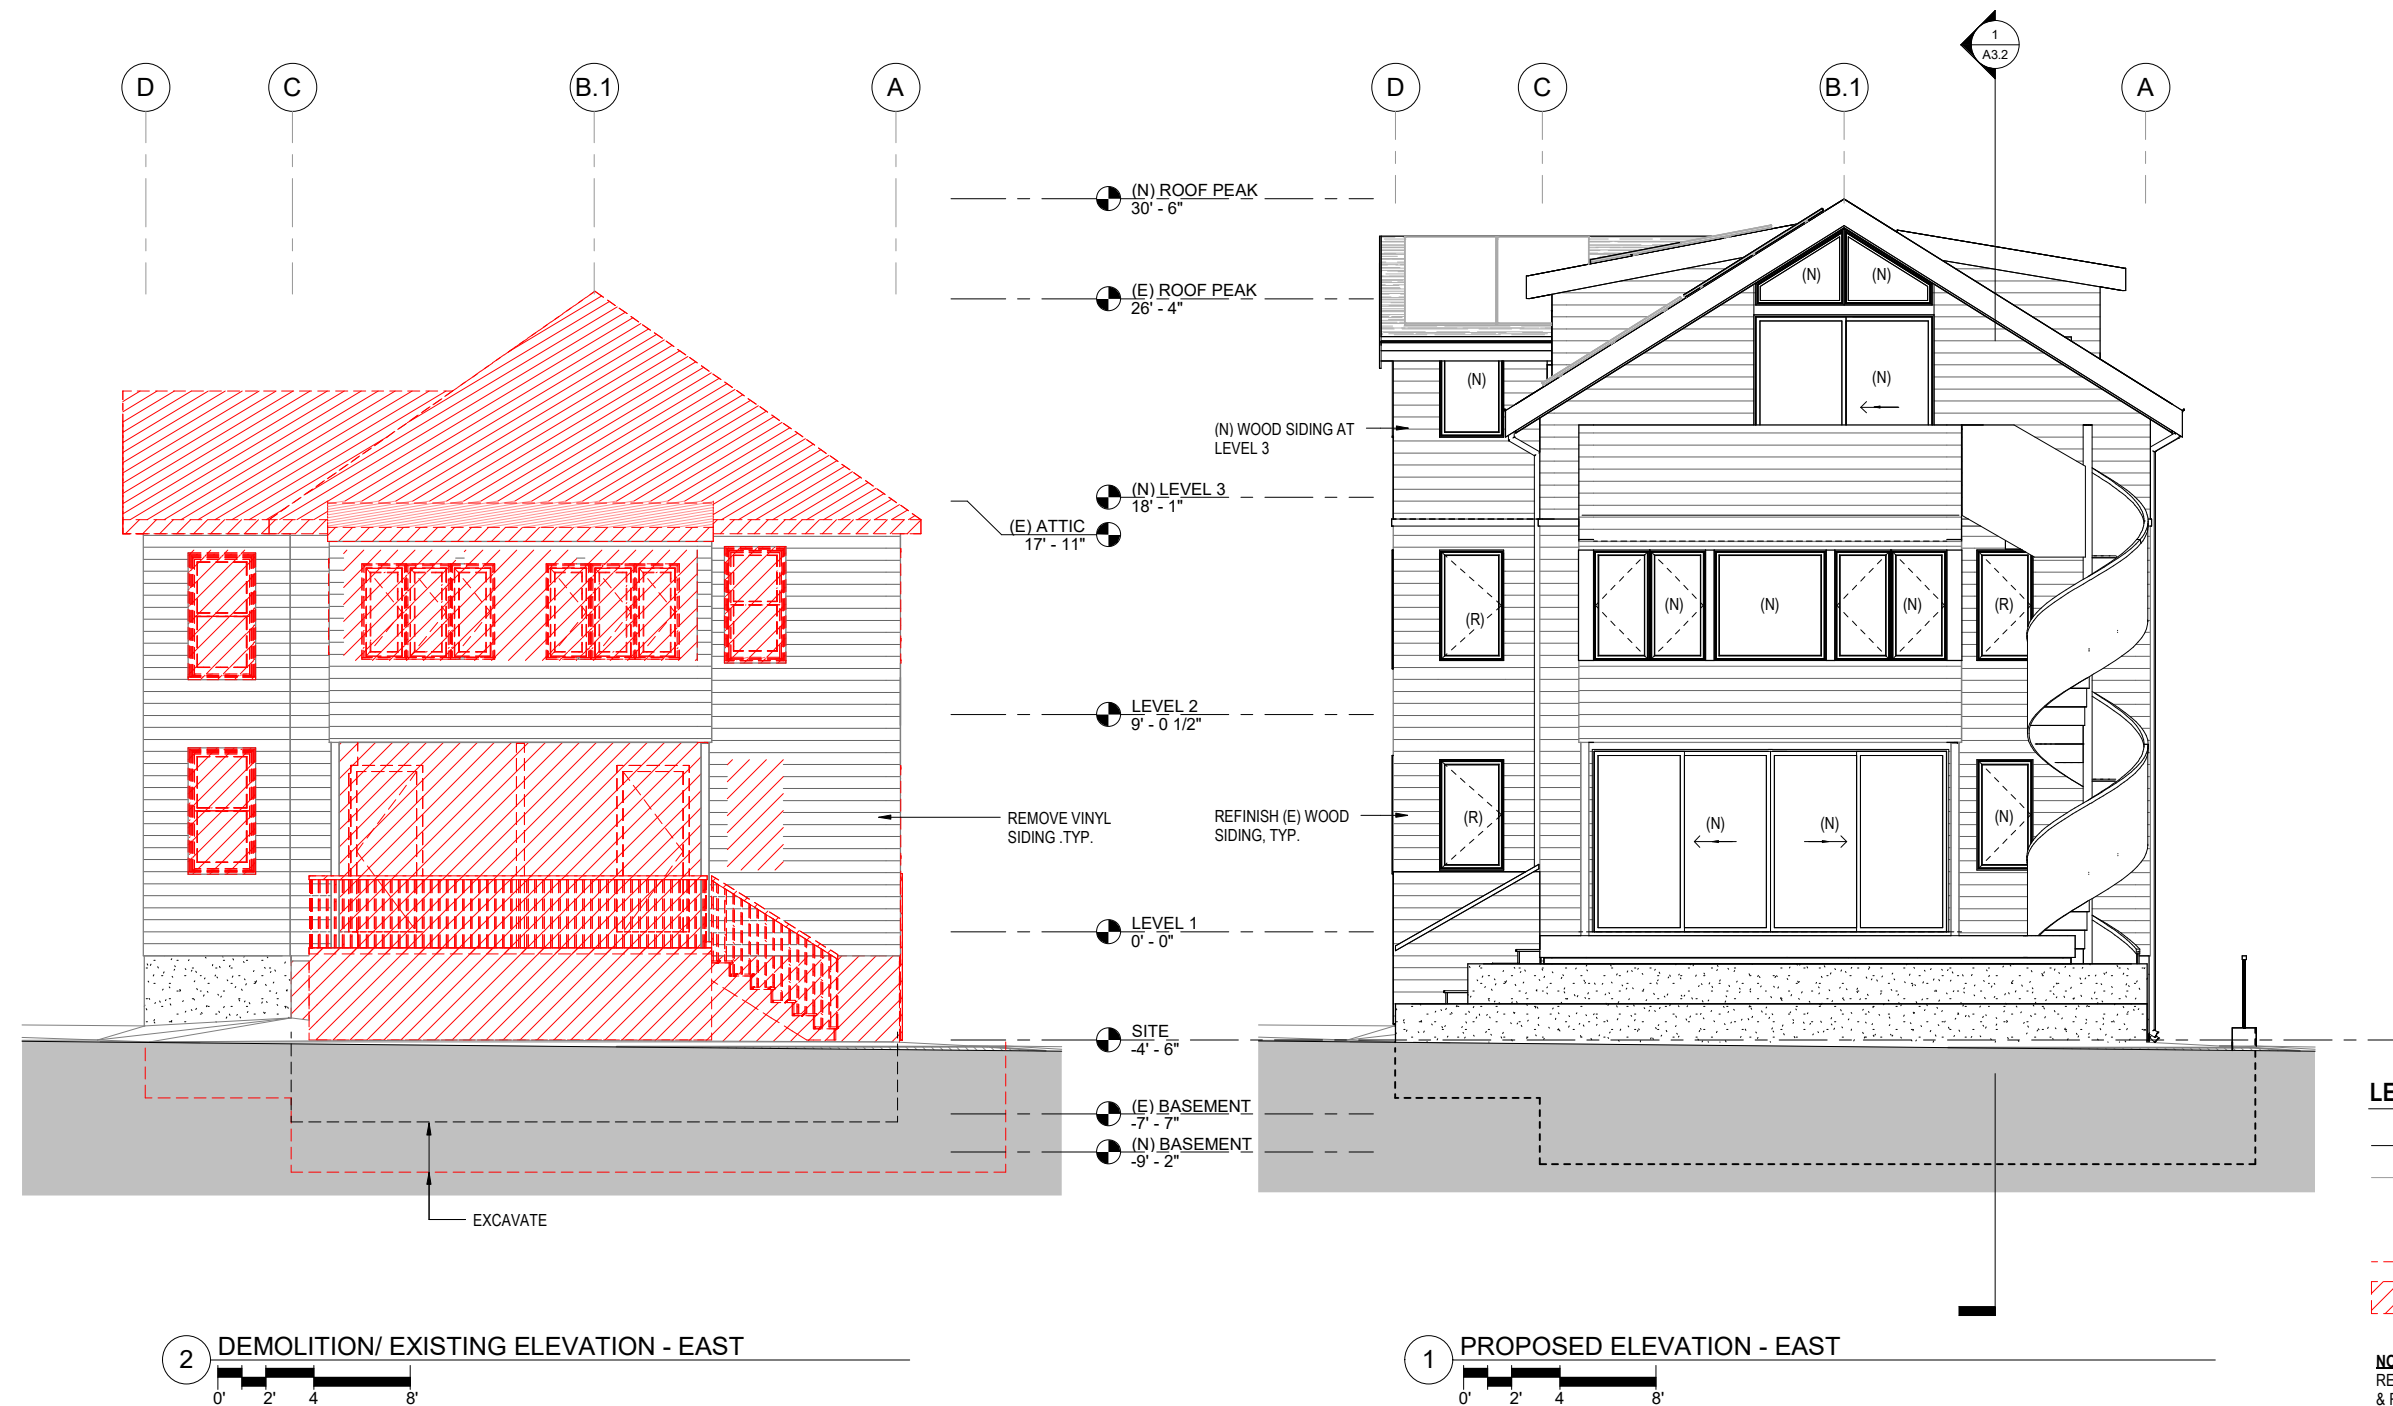 D
C
B.1
A
D
C
B.1
A
1
A3.2
(N) ROOF PEAK
30' - 6"
(E) ROOF PEAK
26' - 4"
(N) LEVEL 3
18' - 1"
(E) ATTIC
17' - 11"
LEVEL 2
9' - 0 1/2"
LEVEL 1
0' - 0"
SITE
-4' - 6"
(E) BASEMENT
-7' - 7"
(N) BASEMENT
-9' - 2"
REMOVE VINYL
SIDING .TYP.
EXCAVATE
(N) WOOD SIDING AT
LEVEL 3
REFINISH (E) WOOD
SIDING, TYP.
(N)
(N)
(N)
(N)
(R)
(N)
(N)
(N)
(R)
(R)
(N)
(N)
(N)
2
DEMOLITION/ EXISTING ELEVATION - EAST
0'
2'
4
8'
1
PROPOSED ELEVATION - EAST
0'
2'
4
8'